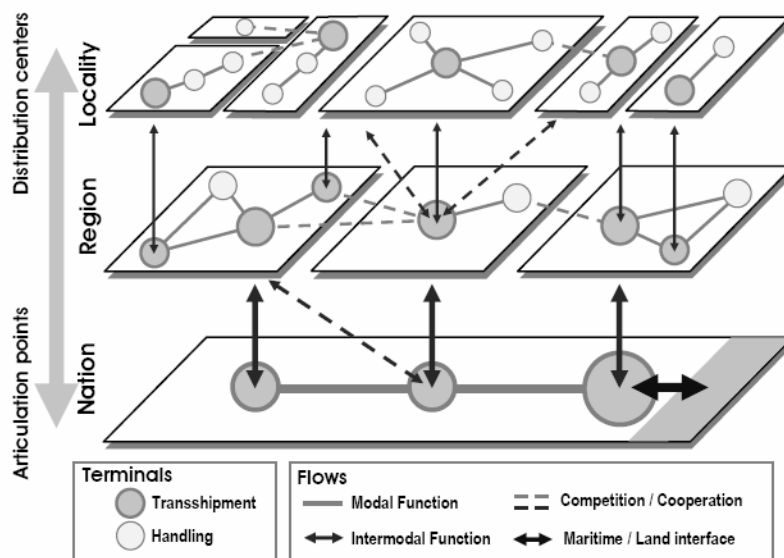 Distribution centers
Locality
Region
Articulation points
Nation
Terminals
Transshipment
Handling
Flows
Modal Function
Competition / Cooperation
Intermodal Function
Maritime / Land interface